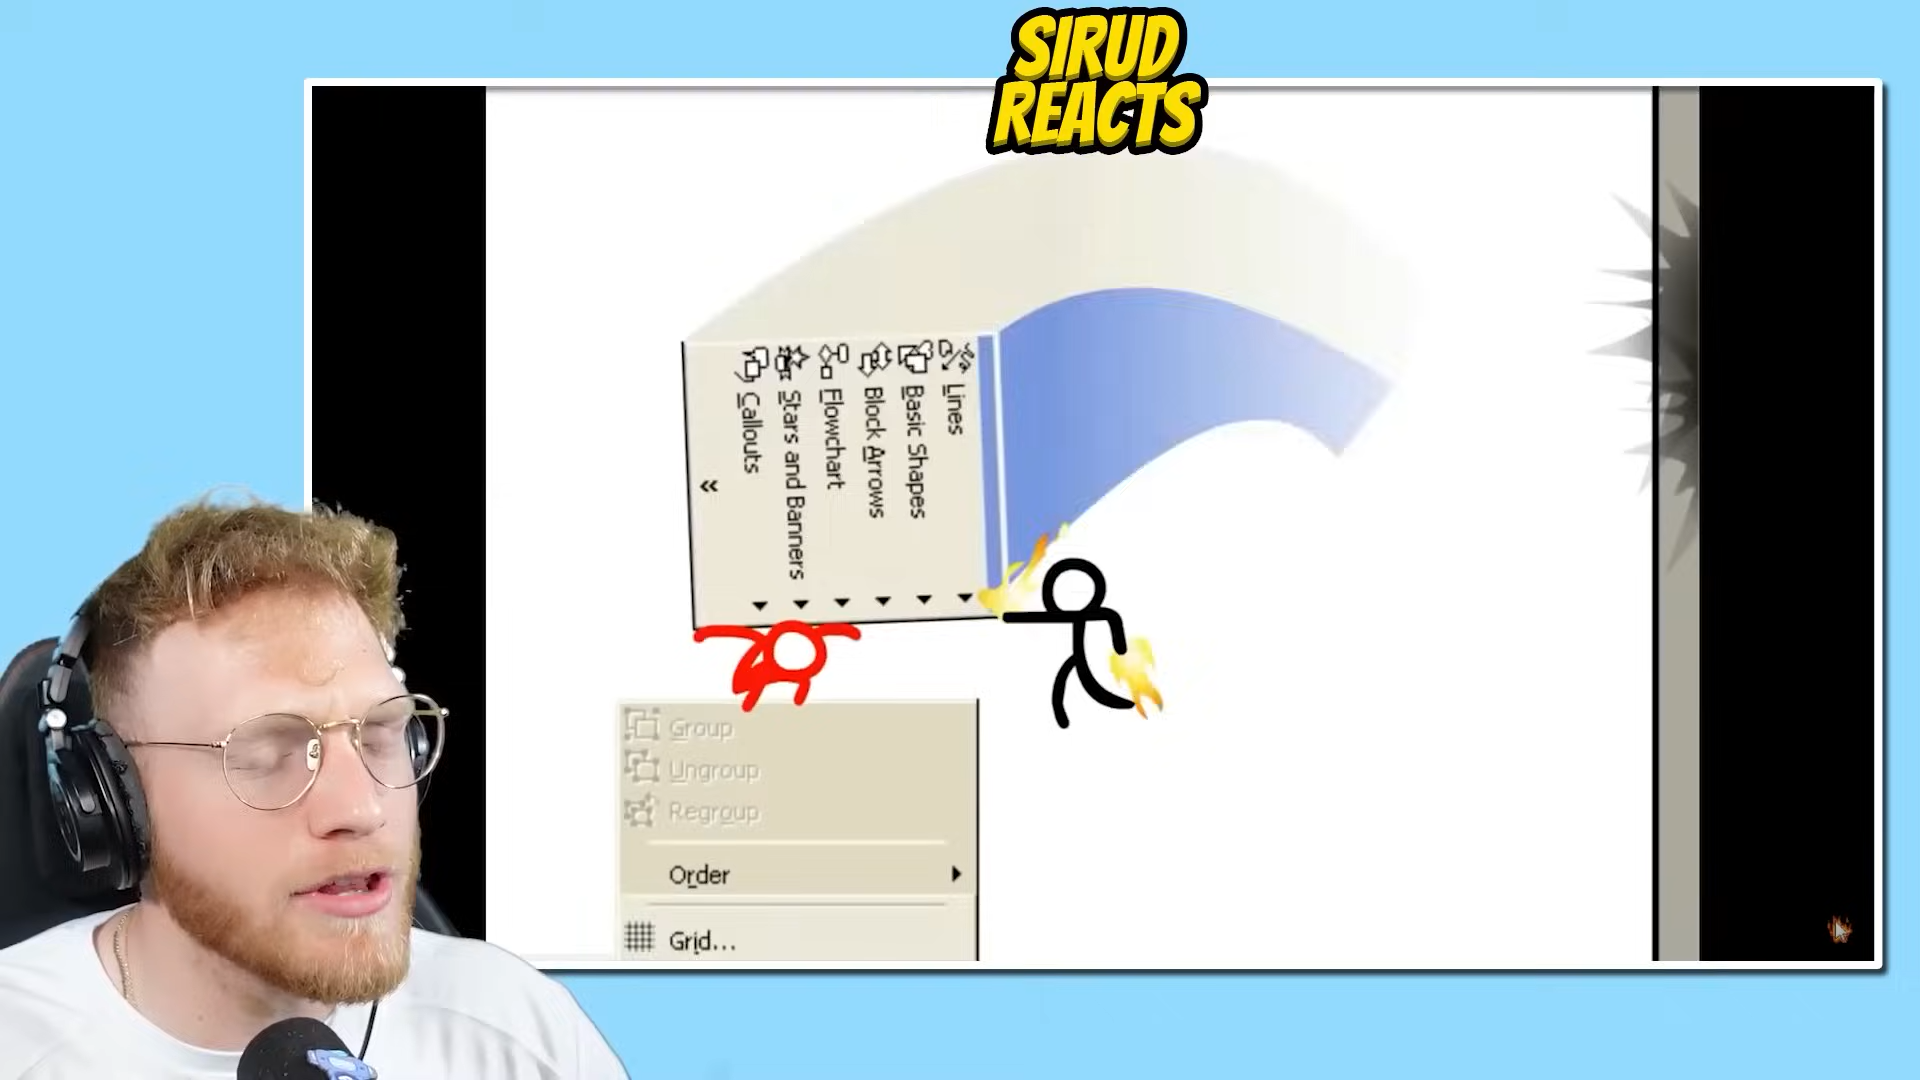 SIRUD
REACTS
Lines
Basic Shapes
Block Arrows
Flowchart
Stars and Banners
Callouts
Group
Ungroup
Regroup
Order
Grid...